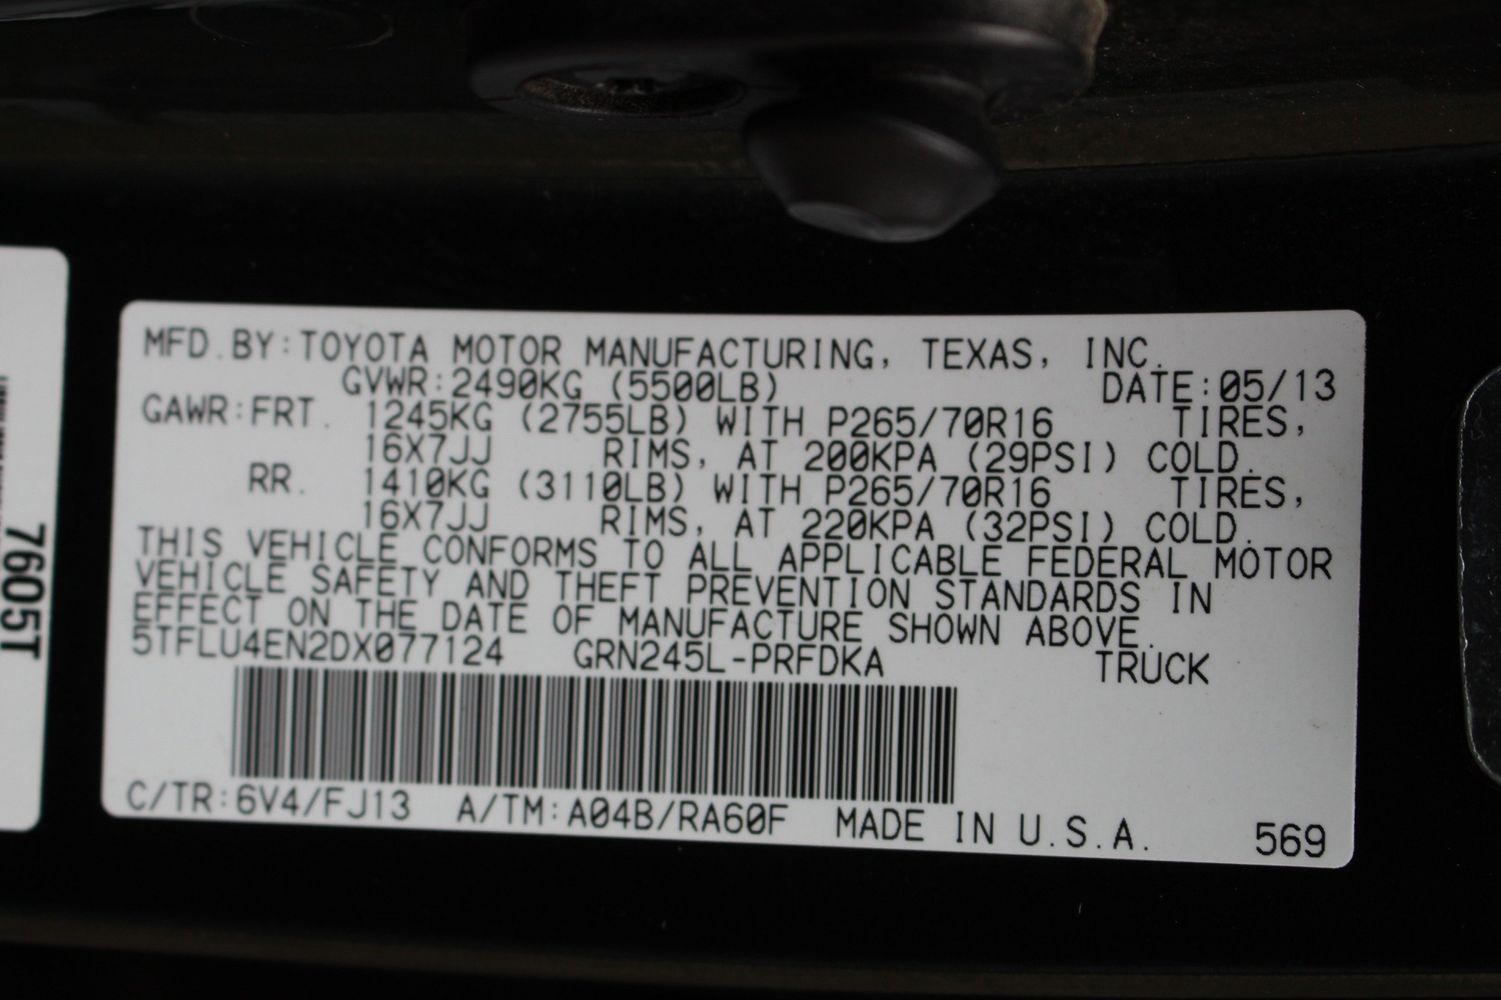 MFD.BY:TOYOTA MOTOR MANUFACTURING, TEXAS, INC.
GVWR:2490KG (5500LB) DATE:05/13
GAWR:FRT. 1245KG (2755LB) WITH P265/70R16 TIRES,
16X7JJ RIMS, AT 200KPA (29PSI) COLD.
RR. 1410KG (3110LB) WITH P265/70R16 TIRES,
16X7JJ RIMS, AT 220KPA (32PSI) COLD.
THIS VEHICLE CONFORMS TO ALL APPLICABLE FEDERAL MOTOR
VEHICLE SAFETY AND THEFT PREVENTION STANDARDS IN
EFFECT ON THE DATE OF MANUFACTURE SHOWN ABOVE.
5TFLU4EN2DX077124 GRN245L-PRFDKA TRUCK
C/TR:6V4/FJ13 A/TM:A04B/RA60F MADE IN U.S.A. 569
7605T